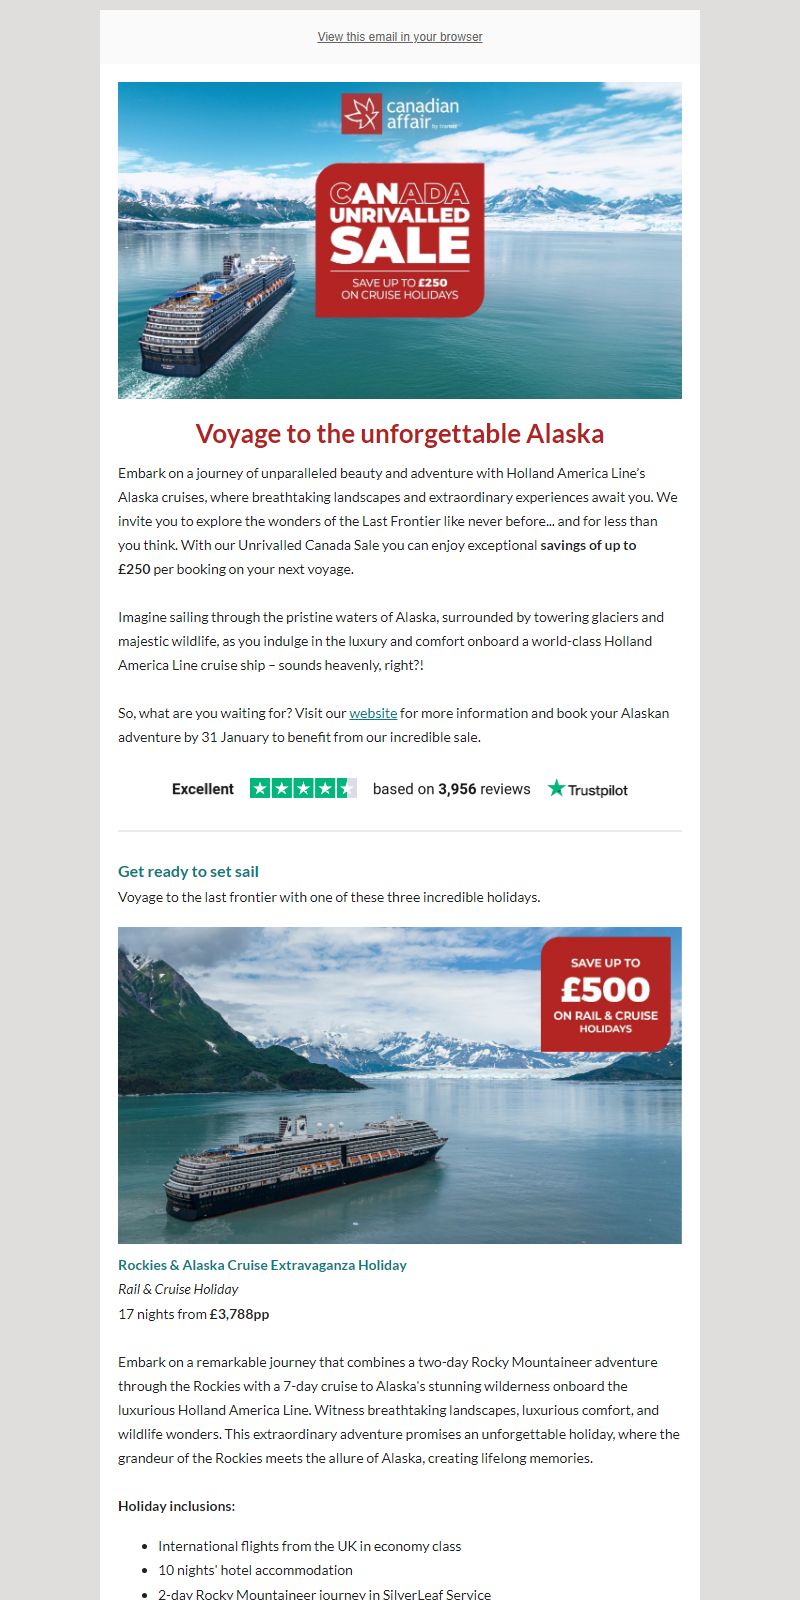 View this email in your browser
canadian
affair
CANADA
UNRIVALLED
SALE
SAVE UP TO £250
ON CRUISE HOLIDAYS
Voyage to the unforgettable Alaska
Embark on a journey of unparalleled beauty and adventure with Holland America Line's
Alaska cruises, where breathtaking landscapes and extraordinary experiences await you. We
invite you to explore the wonders of the Last Frontier like never before... and for less than
you think. With our Unrivalled Canada Sale you can enjoy exceptional savings of up to
£250 per booking on your next voyage.
Imagine sailing through the pristine waters of Alaska, surrounded by towering glaciers and
majestic wildlife, as you indulge in the luxury and comfort onboard a world-class Holland
America Line cruise ship – sounds heavenly, right?!
So, what are you waiting for? Visit our website for more information and book your Alaskan
adventure by 31 January to benefit from our incredible sale.
Excellent based on 3,956 reviews Trustpilot
Get ready to set sail
Voyage to the last frontier with one of these three incredible holidays.
SAVE UP TO
£500
ON RAIL & CRUISE
HOLIDAYS
Rockies & Alaska Cruise Extravaganza Holiday
Rail & Cruise Holiday
17 nights from £3,788pp
Embark on a remarkable journey that combines a two-day Rocky Mountaineer adventure
through the Rockies with a 7-day cruise to Alaska's stunning wilderness onboard the
luxurious Holland America Line. Witness breathtaking landscapes, luxurious comfort, and
wildlife wonders. This extraordinary adventure promises an unforgettable holiday, where the
grandeur of the Rockies meets the allure of Alaska, creating lifelong memories.
Holiday inclusions:
• International flights from the UK in economy class
• 10 nights' hotel accommodation
• 2-day Rocky Mountaineer journey in SilverLeaf Service